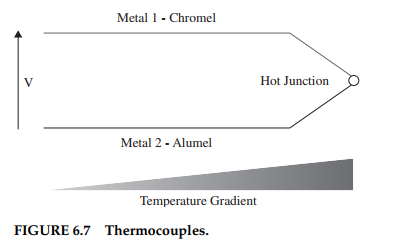 Metal 1 - Chromel
V
Hot Junction
Metal 2 - Alumel
Temperature Gradient
FIGURE 6.7 Thermocouples.